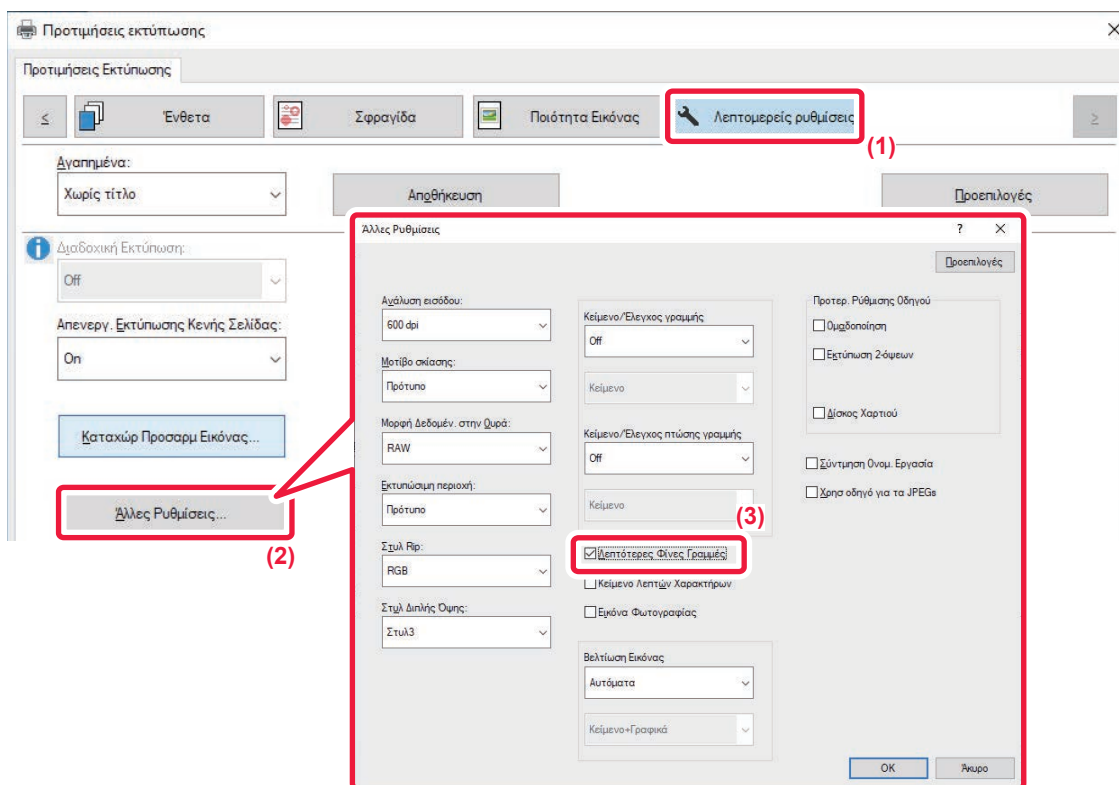 Προτιμήσεις εκτύπωσης
Προτιμήσεις Εκτύπωσης
Ένθετα
Σφραγίδα
Ποιότητα Εικόνας
Λεπτομερείς ρυθμίσεις
(1)
Αγαπημένα:
Χωρίς τίτλο
Αποθήκευση
Προεπιλογές
Διαδοχική Εκτύπωση:
Off
Απενεργ. Εκτύπωσης Κενής Σελίδας:
On
Καταχώρ Προσαρμ Εικόνας...
Άλλες Ρυθμίσεις...
(2)
Άλλες Ρυθμίσεις
Προεπιλογές
Ανάλυση εισόδου:
600 dpi
Μοτίβο σκίασης:
Πρότυπο
Μορφή Δεδομέν. στην Ουρά:
RAW
Εκτυπώσιμη περιοχή:
Πρότυπο
Στυλ Rip:
RGB
Στυλ Διπλής Όψης:
Στυλ3
Κείμενο/Έλεγχος γραμμής
Off
Κείμενο
Κείμενο/Έλεγχος πτώσης γραμμής
Off
Κείμενο
(3)
Λεπτότερες Φίνες Γραμμές
Κείμενο Λεπτών Χαρακτήρων
Εικόνα Φωτογραφίας
Βελτίωση Εικόνας
Αυτόματα
Κείμενο+Γραφικά
Προτερ. Ρύθμισης Οδηγού
Ομαδοποίηση
Εκτύπωση 2-όψεων
Δίσκος Χαρτιού
Σύντμηση Ονομ. Εργασία
Χρησ οδηγό για τα JPEGs
OK
Άκυρο